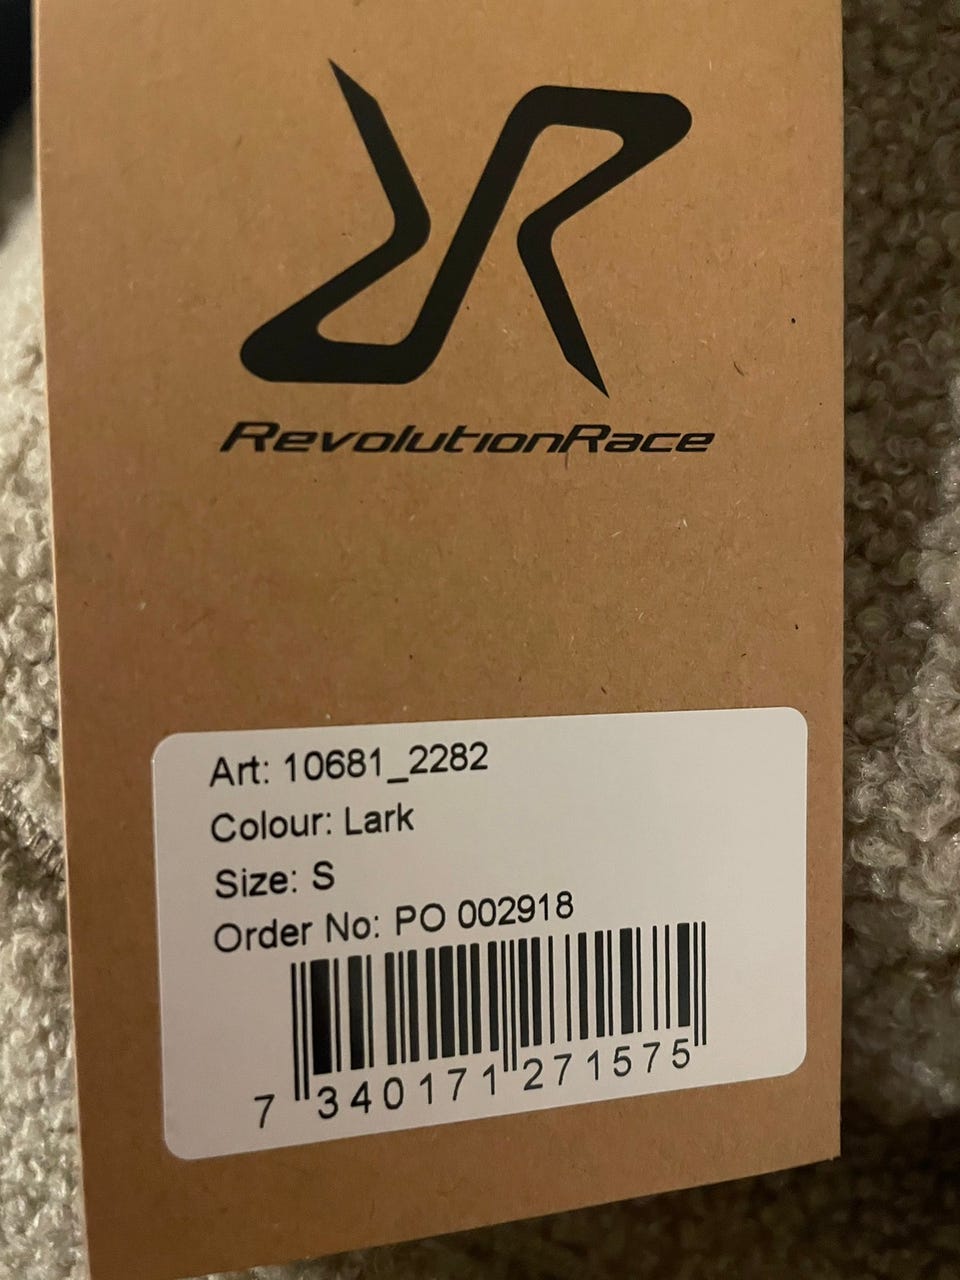 RevolutionRace
Art: 10681_2282
Colour: Lark
Size: S
Order No: PO 002918
7 340171 271575